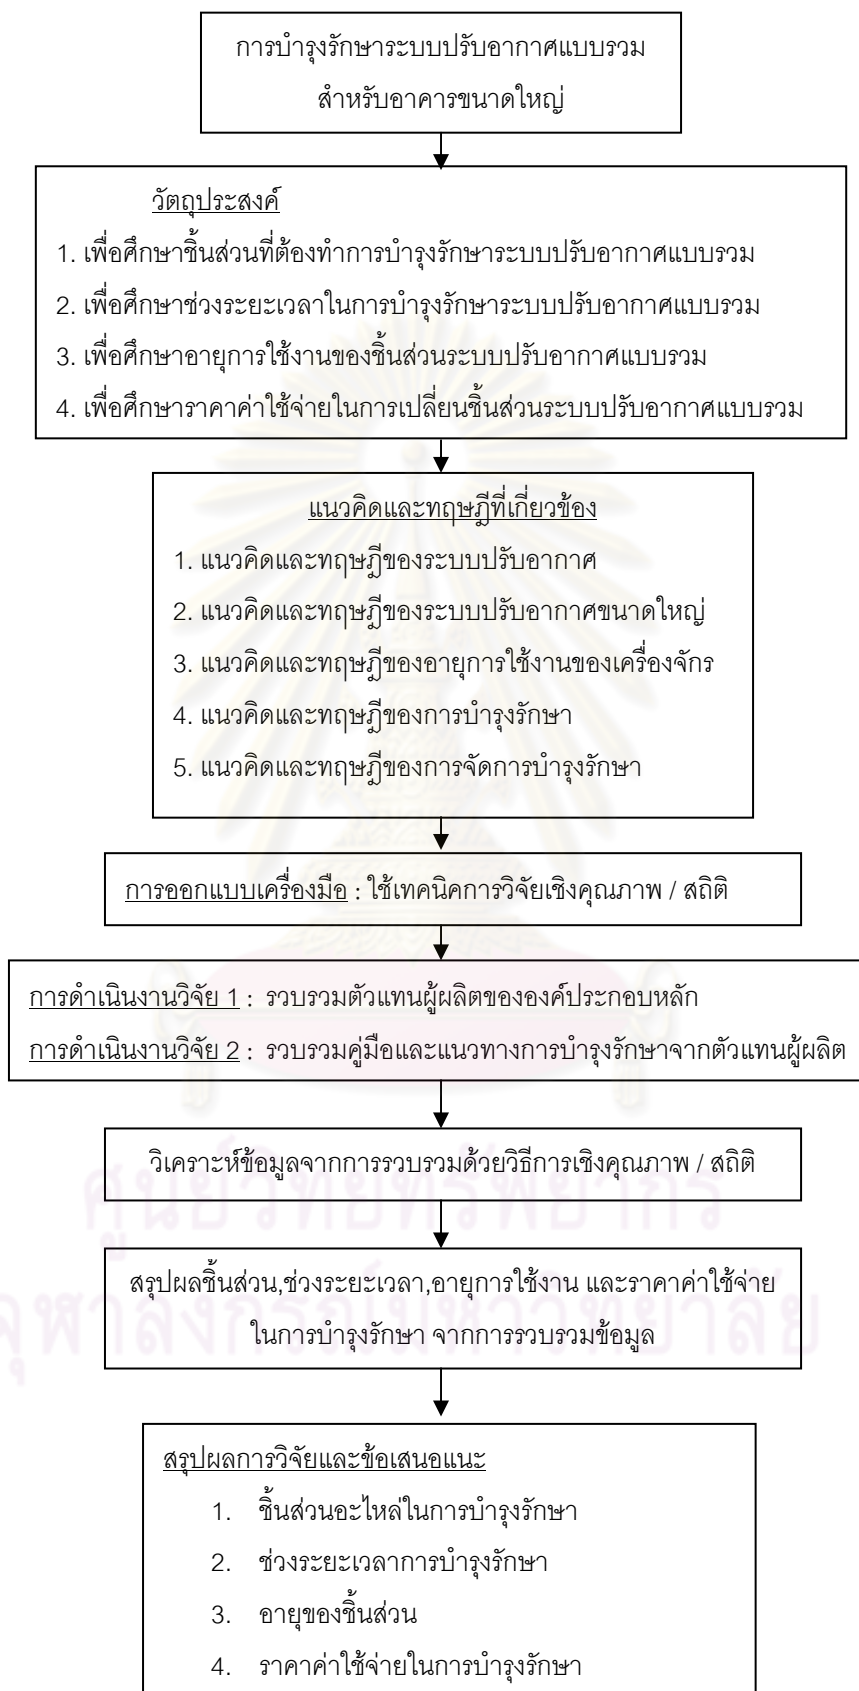 การบำรุงรักษาระบบปรับอากาศแบบรวม
สำหรับอาคารขนาดใหญ่
วัตถุประสงค์
1. เพื่อศึกษาชิ้นส่วนที่ต้องทำการบำรุงรักษาระบบปรับอากาศแบบรวม
2. เพื่อศึกษาช่วงระยะเวลาในการบำรุงรักษาระบบปรับอากาศแบบรวม
3. เพื่อศึกษาอายุการใช้งานของชิ้นส่วนระบบปรับอากาศแบบรวม
4. เพื่อศึกษาราคาค่าใช้จ่ายในการเปลี่ยนชิ้นส่วนระบบปรับอากาศแบบรวม
แนวคิดและทฤษฎีที่เกี่ยวข้อง
1. แนวคิดและทฤษฎีของระบบปรับอากาศ
2. แนวคิดและทฤษฎีของระบบปรับอากาศขนาดใหญ่
3. แนวคิดและทฤษฎีของอายุการใช้งานของเครื่องจักร
4. แนวคิดและทฤษฎีของการบำรุงรักษา
5. แนวคิดและทฤษฎีของการจัดการบำรุงรักษา
การออกแบบเครื่องมือ : ใช้เทคนิคการวิจัยเชิงคุณภาพ / สถิติ
การดำเนินงานวิจัย 1 : รวบรวมตัวแทนผู้ผลิตขององค์ประกอบหลัก
การดำเนินงานวิจัย 2 : รวบรวมคู่มือและแนวทางการบำรุงรักษาจากตัวแทนผู้ผลิต
วิเคราะห์ข้อมูลจากการรวบรวมด้วยวิธีการเชิงคุณภาพ / สถิติ
ศูนย์วิทยทรัพยากร
สรุปผลชิ้นส่วน,ช่วงระยะเวลา,อายุการใช้งาน และราคาค่าใช้จ่าย
ในการบำรุงรักษา จากการรวบรวมข้อมูล
จุฬาลงกรณ์มหาวิทยาลัย
สรุปผลการวิจัยและข้อเสนอแนะ
1. ชิ้นส่วนอะไหล่ในการบำรุงรักษา
2. ช่วงระยะเวลาการบำรุงรักษา
3. อายุของชิ้นส่วน
4. ราคาค่าใช้จ่ายในการบำรุงรักษา